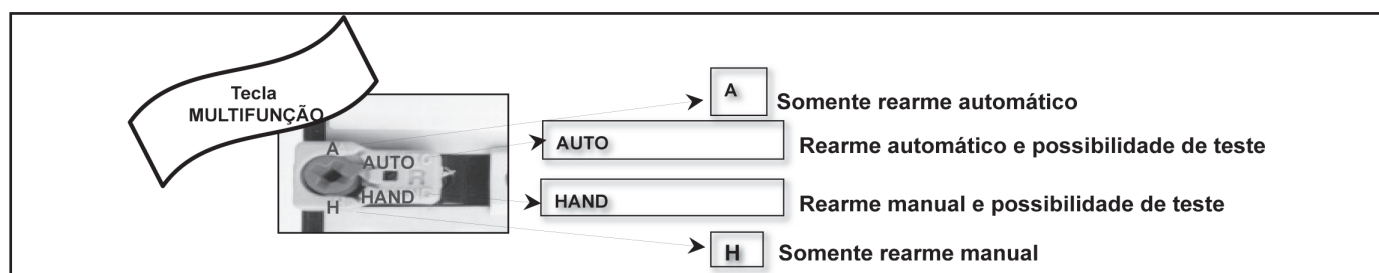 Tecla
MULTIFUNÇÃO
A
AUTO
HAND
H
A
Somente rearme automático
AUTO
Rearme automático e possibilidade de teste
HAND
Rearme manual e possibilidade de teste
H
Somente rearme manual